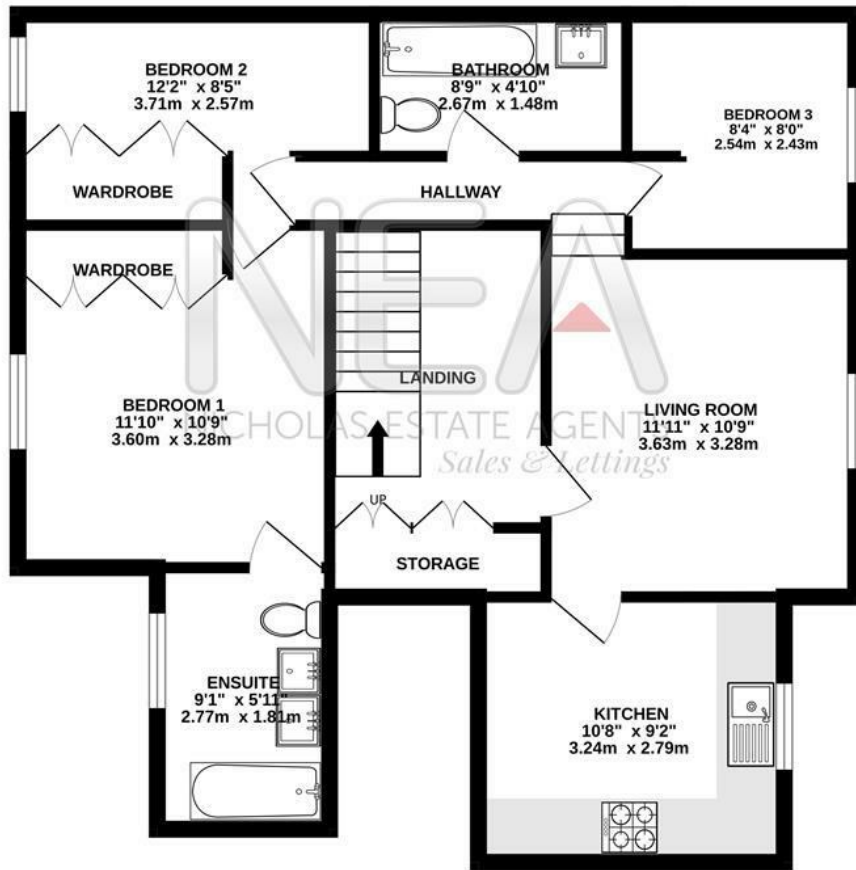 BEDROOM 2
12'2" x 8'5"
3.71m x 2.57m
BATHROOM
8'9" x 4'10"
2.67m x 1.48m
BEDROOM 3
8'4" x 8'0"
2.54m x 2.43m
WARDROBE
HALLWAY
WARDROBE
NEA
LANDING
BEDROOM 1
11'10" x 10'9"
3.60m x 3.28m
LIVING ROOM
11'11" x 10'9"
3.63m x 3.28m
NICHOLAS ESTATE AGENTS
Sales & Lettings
UP
STORAGE
ENSUITE
9'1" x 5'11"
2.77m x 1.81m
KITCHEN
10'8" x 9'2"
3.24m x 2.79m